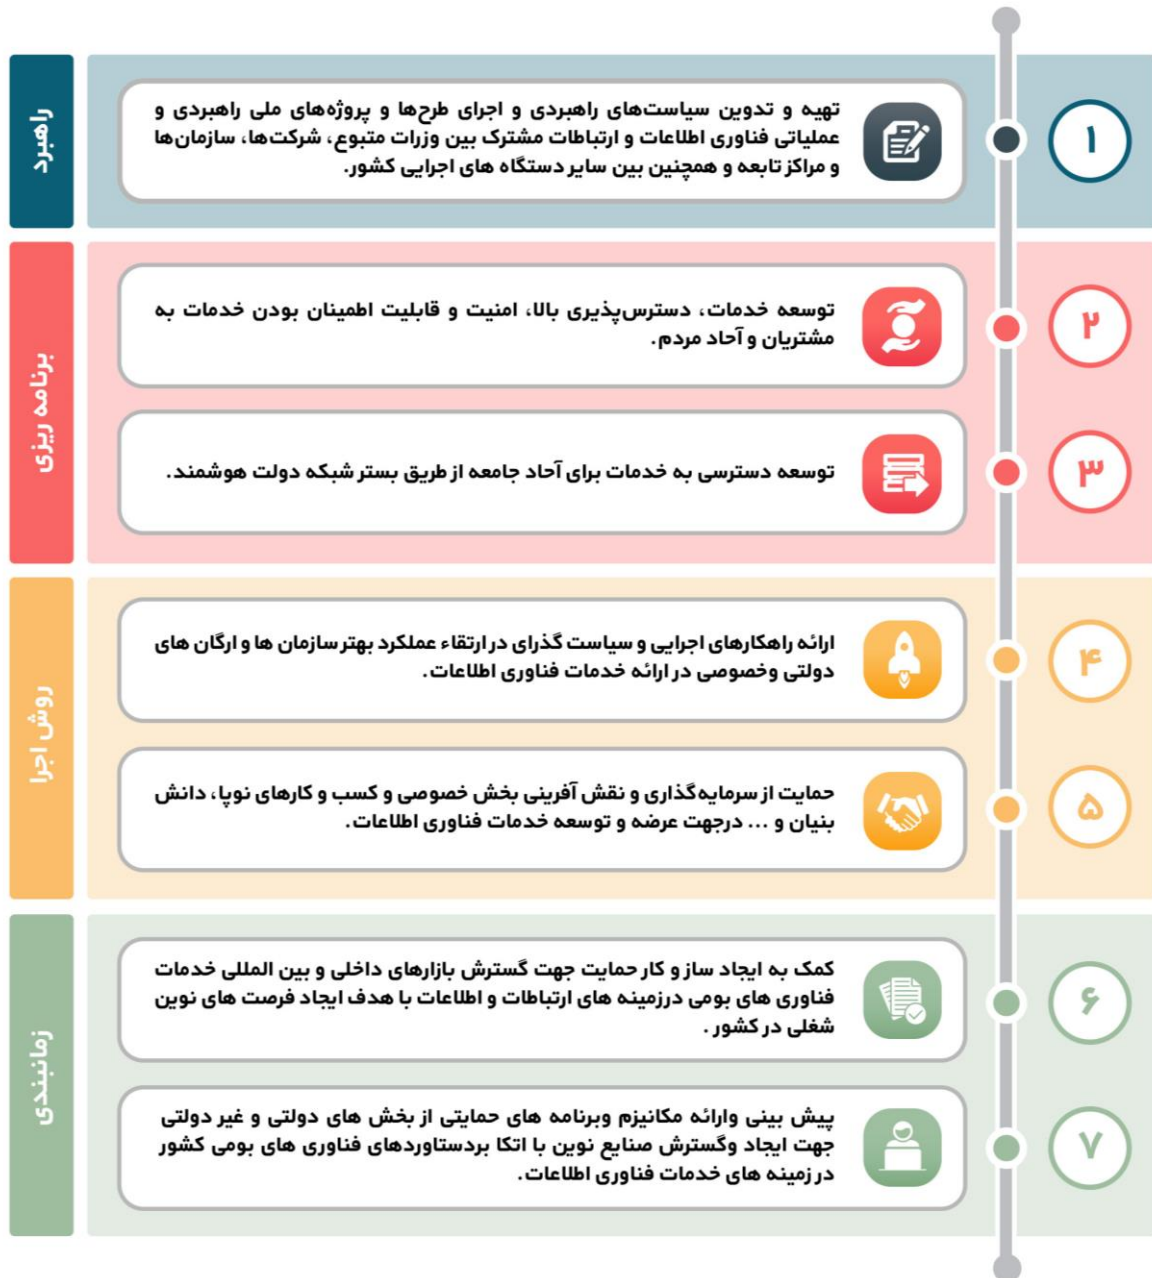 راهبرد
۱
تهیه و تدوین سیاست‌های راهبردی و اجرای طرح‌ها و پروژه‌های ملی راهبردی و
عملیاتی فناوری اطلاعات و ارتباطات مشترک بین وزرات متبوع، شرکت‌ها، سازمان‌ها
و مراکز تابعه و همچنین بین سایر دستگاه های اجرایی کشور.
برنامه ریزی
۲
توسعه خدمات، دسترس‌پذیری بالا، امنیت و قابلیت اطمینان بودن خدمات به
مشتریان و آحاد مردم.
۳
توسعه دسترسی به خدمات برای آحاد جامعه از طریق بستر شبکه دولت هوشمند.
روش اجرا
۴
ارائه راهکارهای اجرایی و سیاست گذرای در ارتقاء عملکرد بهتر سازمان ها و ارگان های
دولتی وخصوصی در ارائه خدمات فناوری اطلاعات.
۵
حمایت از سرمایه‌گذاری و نقش آفرینی بخش خصوصی و کسب و کارهای نوپا، دانش
بنیان و ... درجهت عرضه و توسعه خدمات فناوری اطلاعات.
زمانبندی
۶
کمک به ایجاد ساز و کار حمایت جهت گسترش بازارهای داخلی و بین المللی خدمات
فناوری های بومی درزمینه های ارتباطات و اطلاعات با هدف ایجاد فرصت های نوین
شغلی در کشور .
۷
پیش بینی وارائه مکانیزم وبرنامه های حمایتی از بخش های دولتی و غیر دولتی
جهت ایجاد وگسترش صنایع نوین با اتکا بردستاوردهای فناوری های بومی کشور
در زمینه های خدمات فناوری اطلاعات.